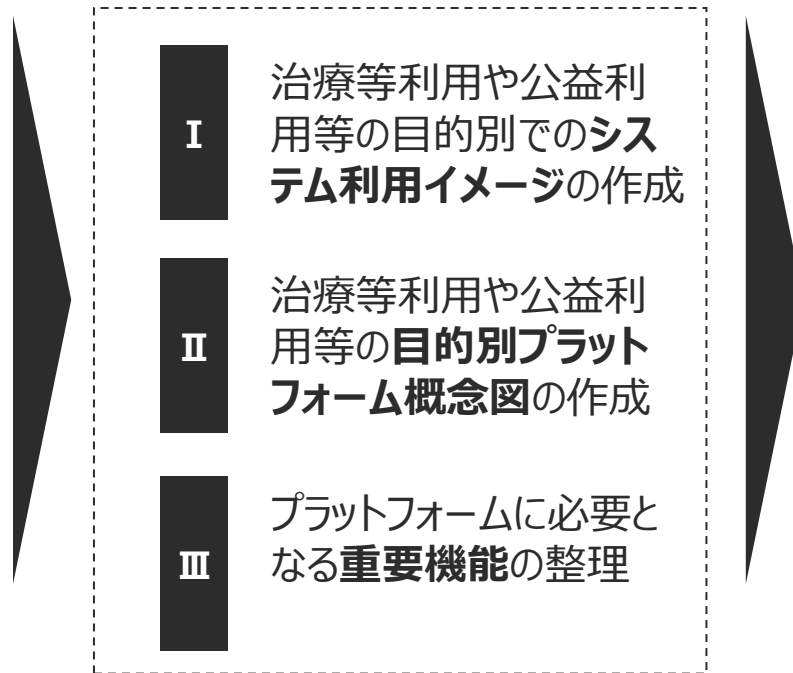 I
治療等利用や公益利
用等の目的別でのシス
テム利用イメージの作成
II
治療等利用や公益利
用等の目的別プラット
フォーム概念図の作成
III
プラットフォームに必要と
なる重要機能の整理